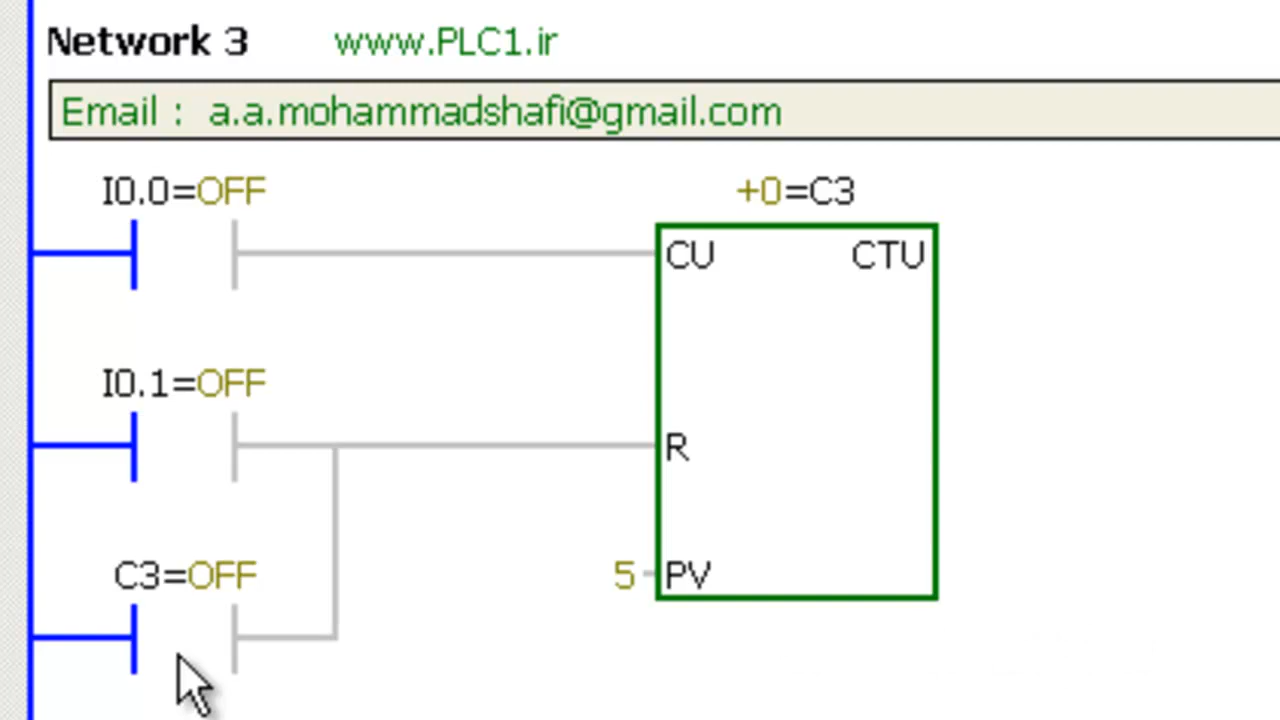 Network 3 www.PLC1.ir
Email : a.a.mohammadshafi@gmail.com
I0.0=OFF +0=C3
CU CTU
I0.1=OFF
R
C3=OFF
5 PV